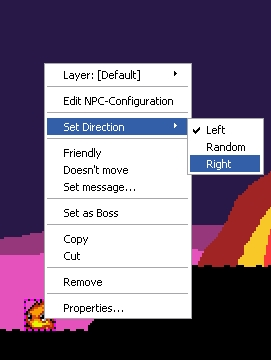 Layer: [Default]
Edit NPC-Configuration
Set Direction
Left
Random
Right
Friendly
Doesn't move
Set message...
Set as Boss
Copy
Cut
Remove
Properties...